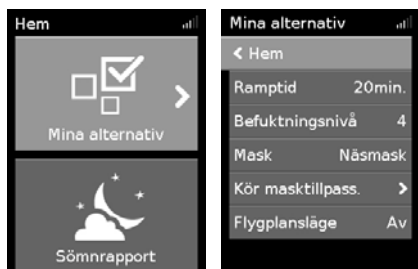 Hem
Mina alternativ
Sömnrapport
Mina alternativ
Hem
Ramptid 20min.
Befuktningsnivå 4
Mask Näsmask
Kör masktillpass.
Flygplansläge Av